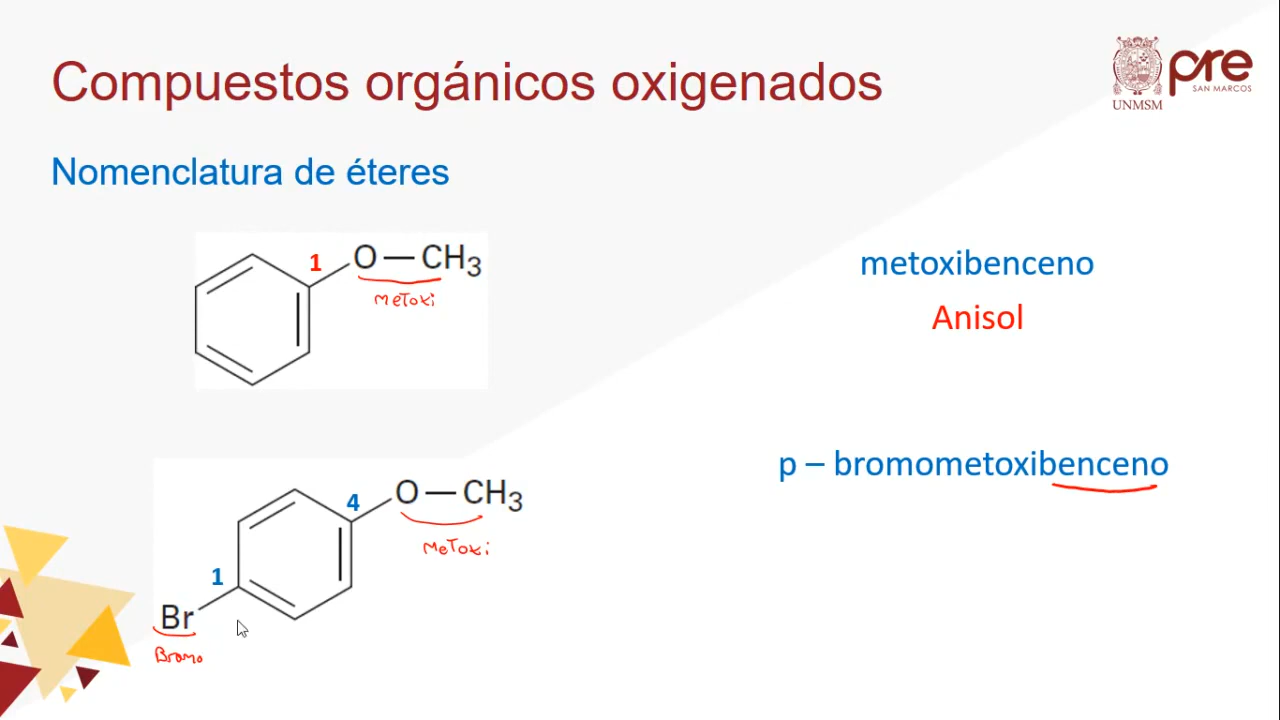 Compuestos orgánicos oxigenados
pre
SAN MARCOS
UNMSM
Nomenclatura de éteres
1
O — CH3
MeToxi
metoxibenceno
Anisol
4
O — CH3
MeToxi
1
Br
Bromo
p – bromometoxibenceno